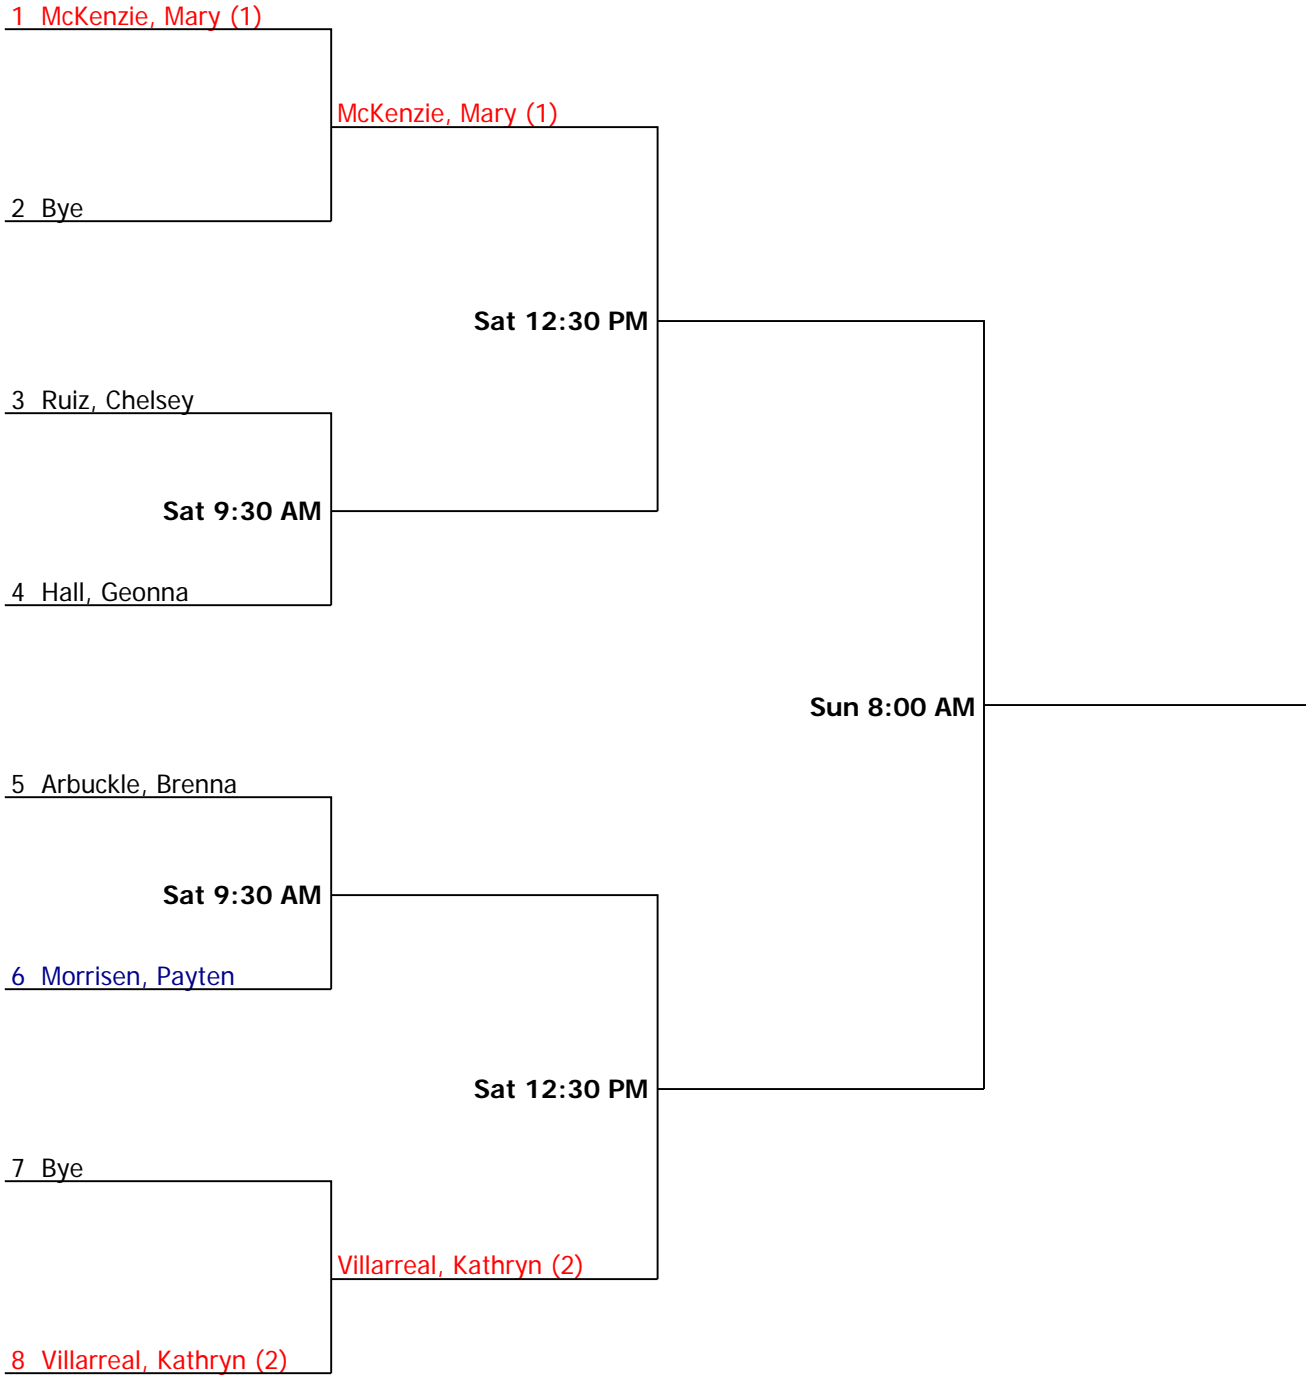 1 McKenzie, Mary (1)
McKenzie, Mary (1)
2 Bye
Sat 12:30 PM
3 Ruiz, Chelsey
Sat 9:30 AM
4 Hall, Geonna
Sun 8:00 AM
5 Arbuckle, Brenna
Sat 9:30 AM
6 Morrisen, Payten
Sat 12:30 PM
7 Bye
Villarreal, Kathryn (2)
8 Villarreal, Kathryn (2)